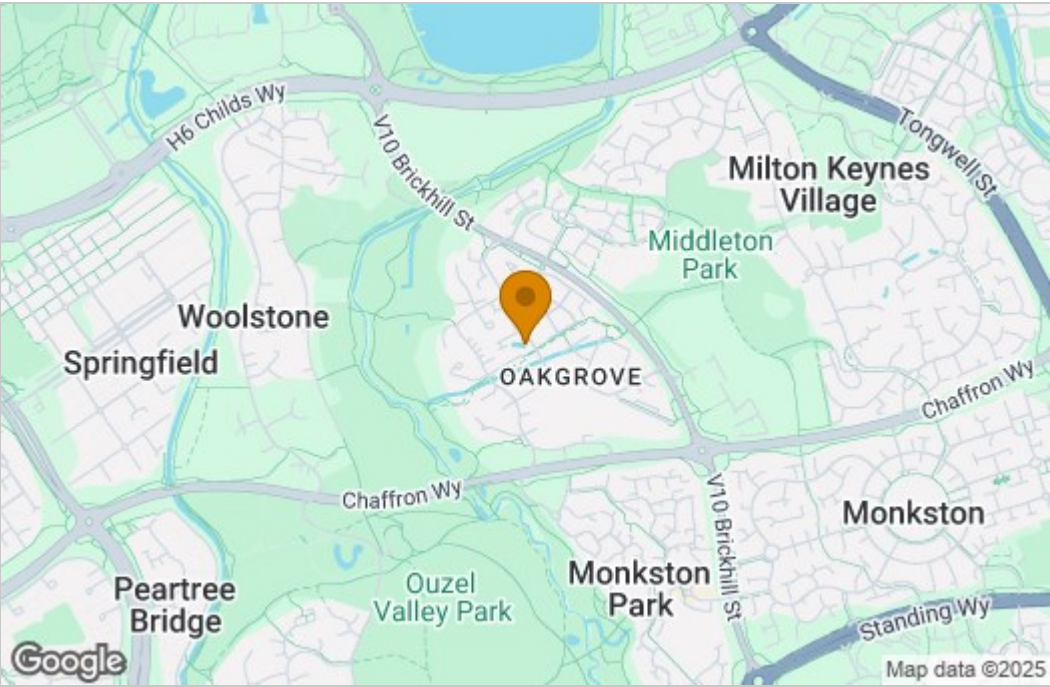 H6 Childs Wy
V10 Brickhill St
Tongwell St
Milton Keynes
Village
Middleton
Park
Woolstone
Springfield
OAKGROVE
Chaffron Wy
Chaffron Wy
V10 Brickhill St
Monkston
Peartree
Bridge
Ouzel
Valley Park
Monkston
Park
Standing Wy
Google
Map data ©2025